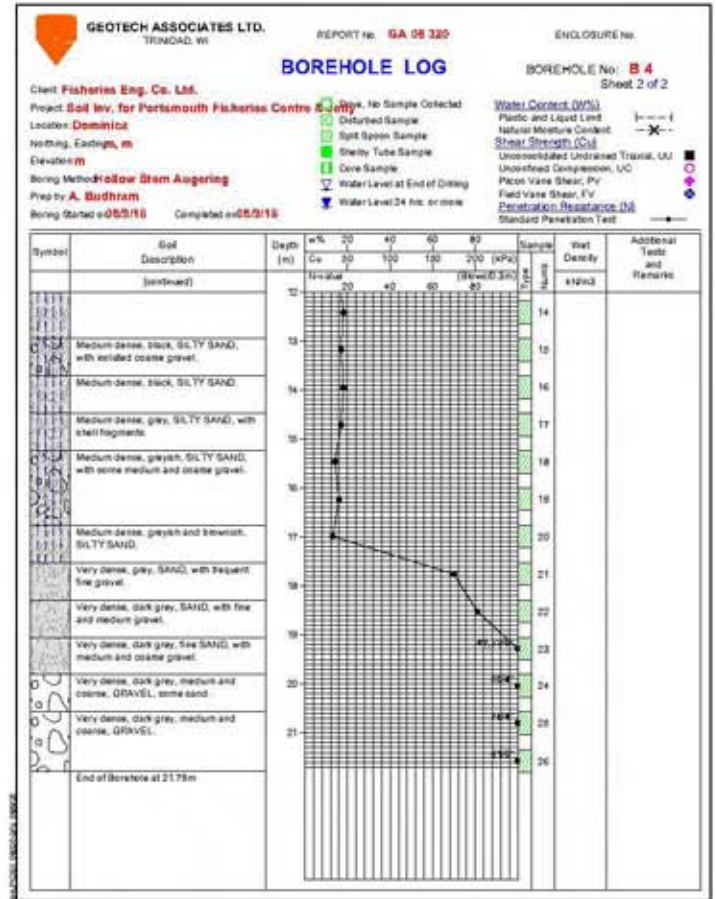 GEOTECH ASSOCIATES LTD.
TRINIDAD, WI
REPORT No. GA 06 320
ENCLOSURE No.
BOREHOLE LOG
BOREHOLE No: B 4
Sheet 2 of 2
Client: Fisheries Eng. Co. Ltd.
Project: Soil Inv. for Portsmouth Fisheries Centre & Jetty
Location: Dominica
Northing, Easting: m, m
Elevation: m
Boring Method: Hollow Stem Augering
Prep by: A. Budhram
Boring Started on
Completed on
Drive, No Sample Collected
Disturbed Sample
Split Spoon Sample
Shelby Tube Sample
Core Sample
Water Level at End of Drilling
Water Level 24 hrs. or more
Water Content (W%)
Plastic and Liquid Limit
Natural Moisture Content
Shear Strength (Cu)
Unconsolidated Undrained Triaxial, UU
Unconfined Compression, UC
Pilcon Vane Shear, PV
Field Vane Shear, FV
Penetration Resistance (N)
Standard Penetration Test
Symbol
Soil
Description
(continued)
Depth
(m)
w% 20 40 60 80
Cu 50 100 150 200 (kPa)
N-value (Blows/0.3m)
20 40 60 80
Sample
Type
Numb
Wet
Density
kN/m3
Additional
Tests
and
Remarks
12
14
Medium dense, black, SILTY SAND,
with isolated coarse gravel.
13
15
Medium dense, black, SILTY SAND.
14
16
Medium dense, grey, SILTY SAND, with
shell fragments.
17
15
Medium dense, greyish, SILTY SAND,
with some medium and coarse gravel.
18
16
19
Medium dense, greyish and brownish,
SILTY SAND.
17
20
Very dense, grey, SAND, with frequent
fine gravel.
21
18
Very dense, dark grey, SAND, with fine
and medium gravel.
22
19
Very dense, dark grey, fine SAND, with
medium and coarse gravel.
23
Very dense, dark grey, medium and
coarse, GRAVEL, some sand.
20
24
Very dense, dark grey, medium and
coarse, GRAVEL.
21
25
26
End of Borehole at 21.79m